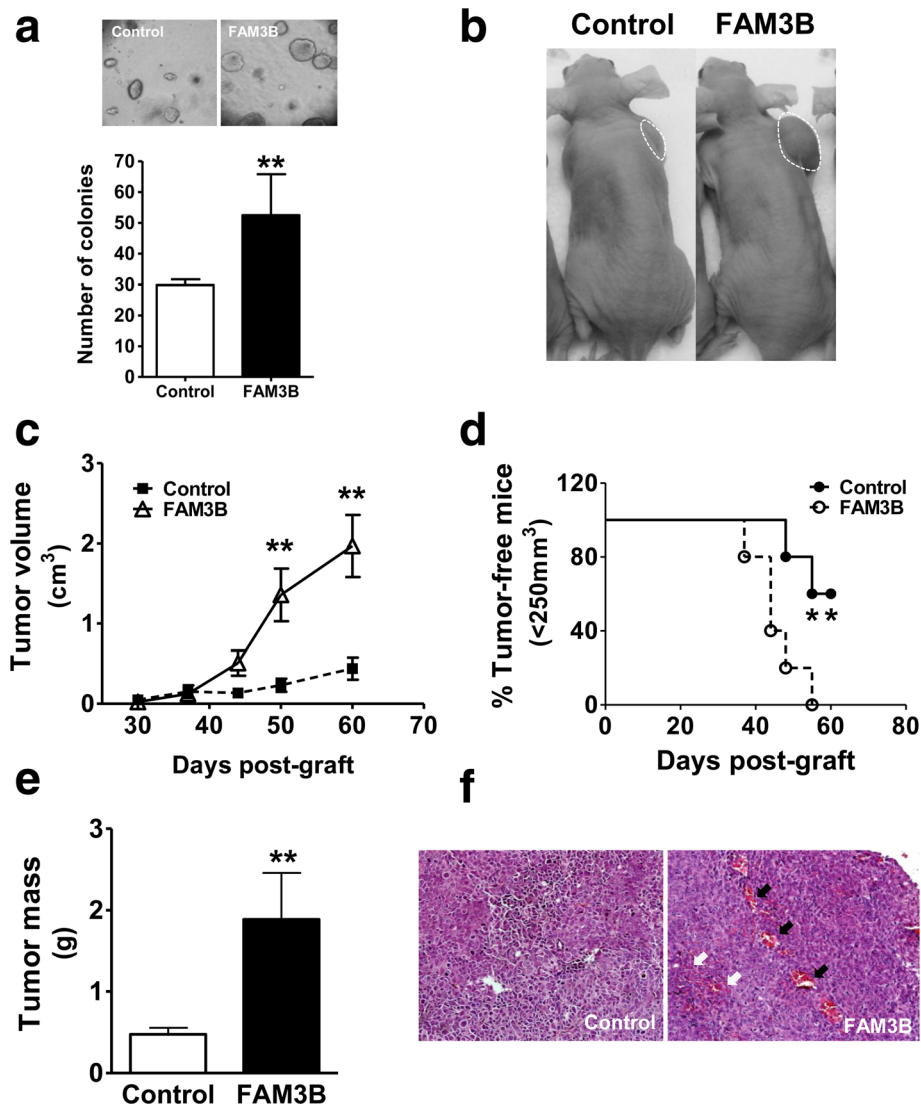 a
Control
FAM3B
**
70
60
50
40
30
20
10
0
Number of colonies
Control
FAM3B
b
Control
FAM3B
c
3
2
1
0
Tumor volume
(cm³)
Control
FAM3B
**
**
30
40
50
60
70
Days post-graft
d
120
80
40
0
% Tumor-free mice
(<250mm³)
Control
FAM3B
**
0
20
40
60
80
Days post-graft
e
3
2
1
0
Tumor mass
(g)
**
Control
FAM3B
f
Control
FAM3B